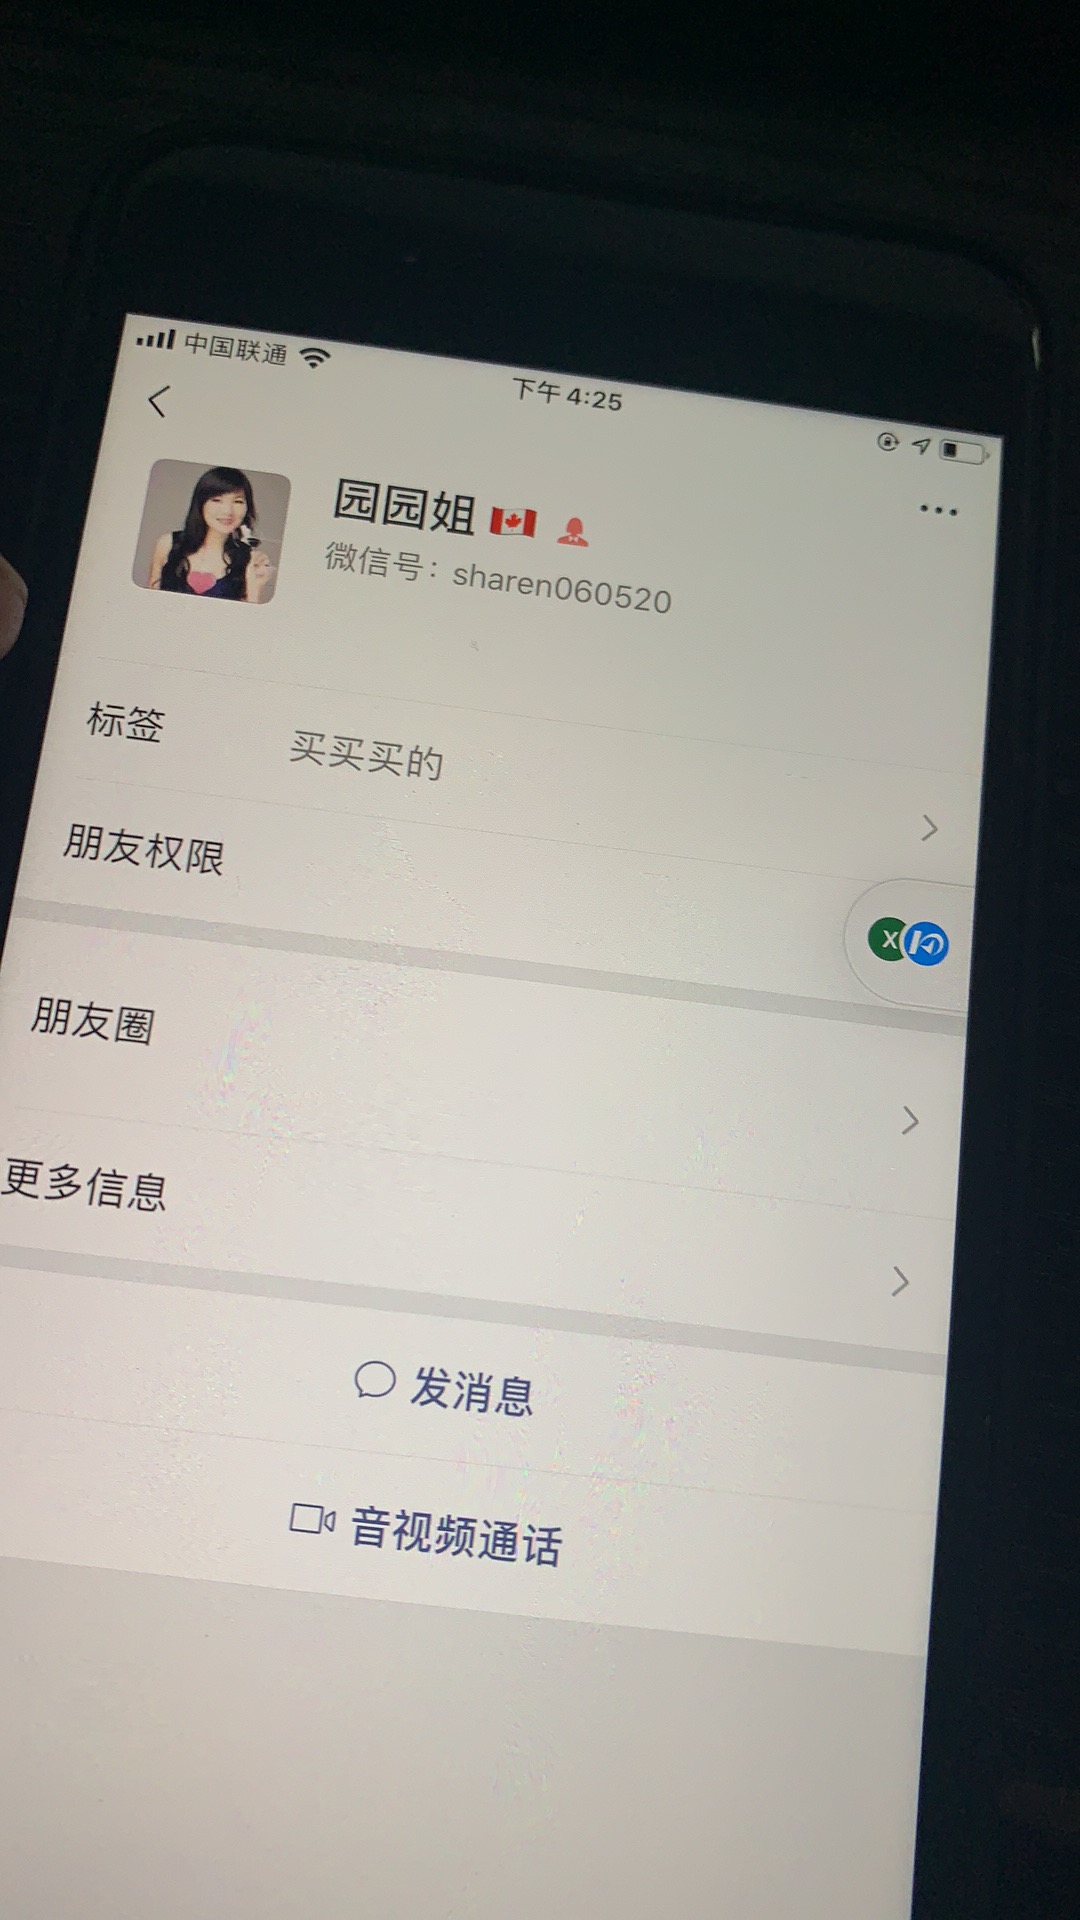 中国联通
下午 4:25
园园姐
微信号：sharen060520
标签 买买买的
朋友权限
X
朋友圈
更多信息
发消息
音视频通话